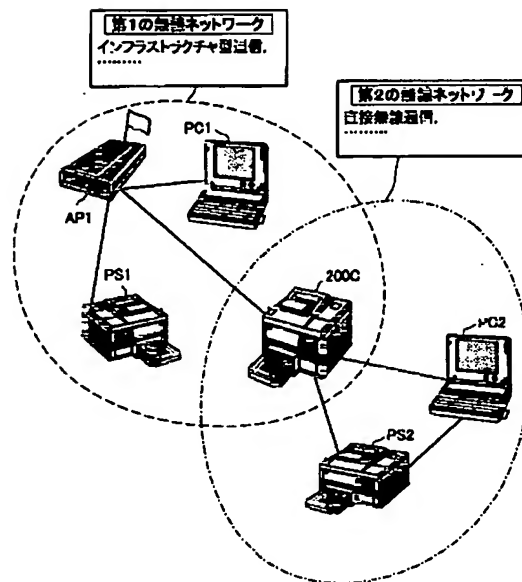 第1の無線ネットワーク
インフラストラクチャ型通信.
………
第2の無線ネットワーク
直接無線通信.
………
PC1
AP1
PS1
200C
PC2
PS2